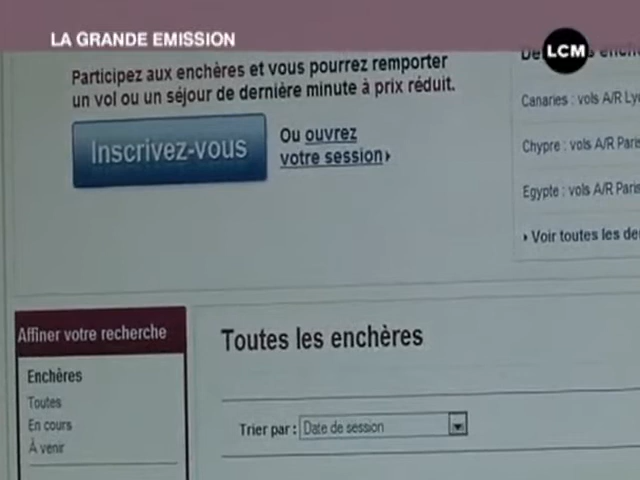 LA GRANDE EMISSION
LCM
Participez aux enchères et vous pourrez remporter
un vol ou un séjour de dernière minute à prix réduit.
Inscrivez-vous
Ou ouvrez
votre session
Canaries : vols A/R Lyo
Chypre : vols A/R Paris
Egypte : vols A/R Paris
Voir toutes les de
Affiner votre recherche
Enchères
Toutes
En cours
À venir
Toutes les enchères
Trier par : Date de session